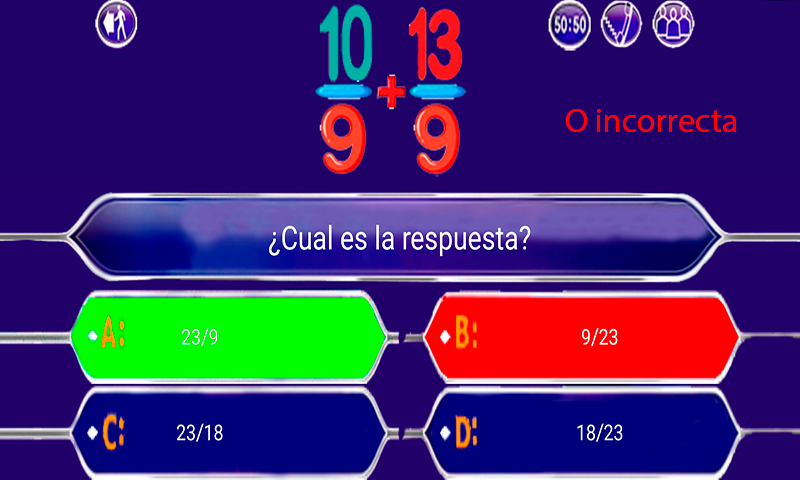 50:50
10 13
+
9 9
O incorrecta
¿Cual es la respuesta?
A: 23/9
B: 9/23
C: 23/18
D: 18/23